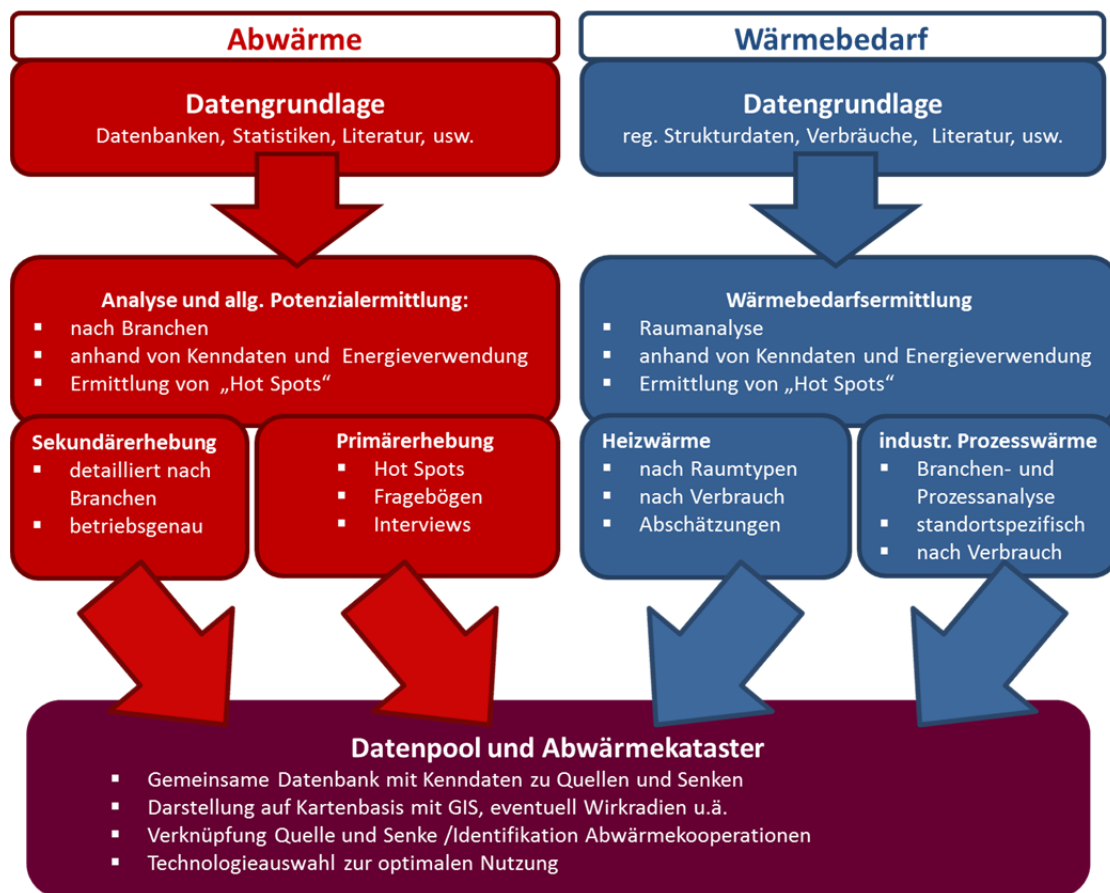 Abwärme
Datengrundlage
Datenbanken, Statistiken, Literatur, usw.
Analyse und allg. Potenzialermittlung:
▪ nach Branchen
▪ anhand von Kenndaten und Energieverwendung
▪ Ermittlung von „Hot Spots“
Sekundärerhebung
▪ detailliert nach
Branchen
▪ betriebsgenau
Primärerhebung
▪ Hot Spots
▪ Fragebögen
▪ Interviews
Wärmebedarf
Datengrundlage
reg. Strukturdaten, Verbräuche, Literatur, usw.
Wärmebedarfsermittlung
▪ Raumanalyse
▪ anhand von Kenndaten und Energieverwendung
▪ Ermittlung von „Hot Spots“
Heizwärme
▪ nach Raumtypen
▪ nach Verbrauch
▪ Abschätzungen
industr. Prozesswärme
▪ Branchen- und
Prozessanalyse
▪ standortspezifisch
▪ nach Verbrauch
Datenpool und Abwärmekataster
▪ Gemeinsame Datenbank mit Kenndaten zu Quellen und Senken
▪ Darstellung auf Kartenbasis mit GIS, eventuell Wirkradien u.ä.
▪ Verknüpfung Quelle und Senke /Identifikation Abwärmekooperationen
▪ Technologieauswahl zur optimalen Nutzung